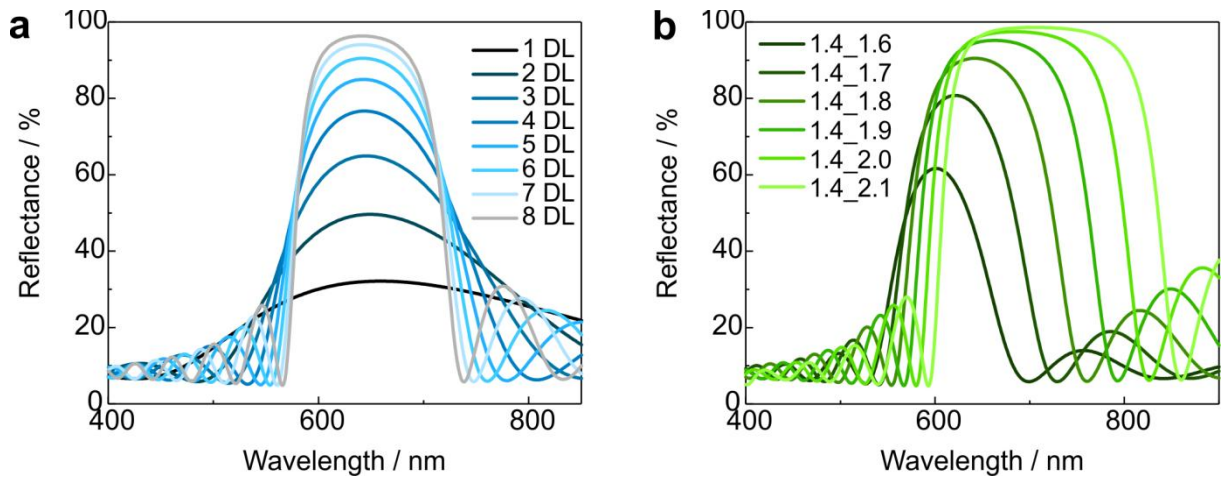 a
100
80
60
40
20
0
400
600
800
Reflectance / %
Wavelength / nm
1 DL
2 DL
3 DL
4 DL
5 DL
6 DL
7 DL
8 DL
b
100
80
60
40
20
0
400
600
800
Reflectance / %
Wavelength / nm
1.4_1.6
1.4_1.7
1.4_1.8
1.4_1.9
1.4_2.0
1.4_2.1